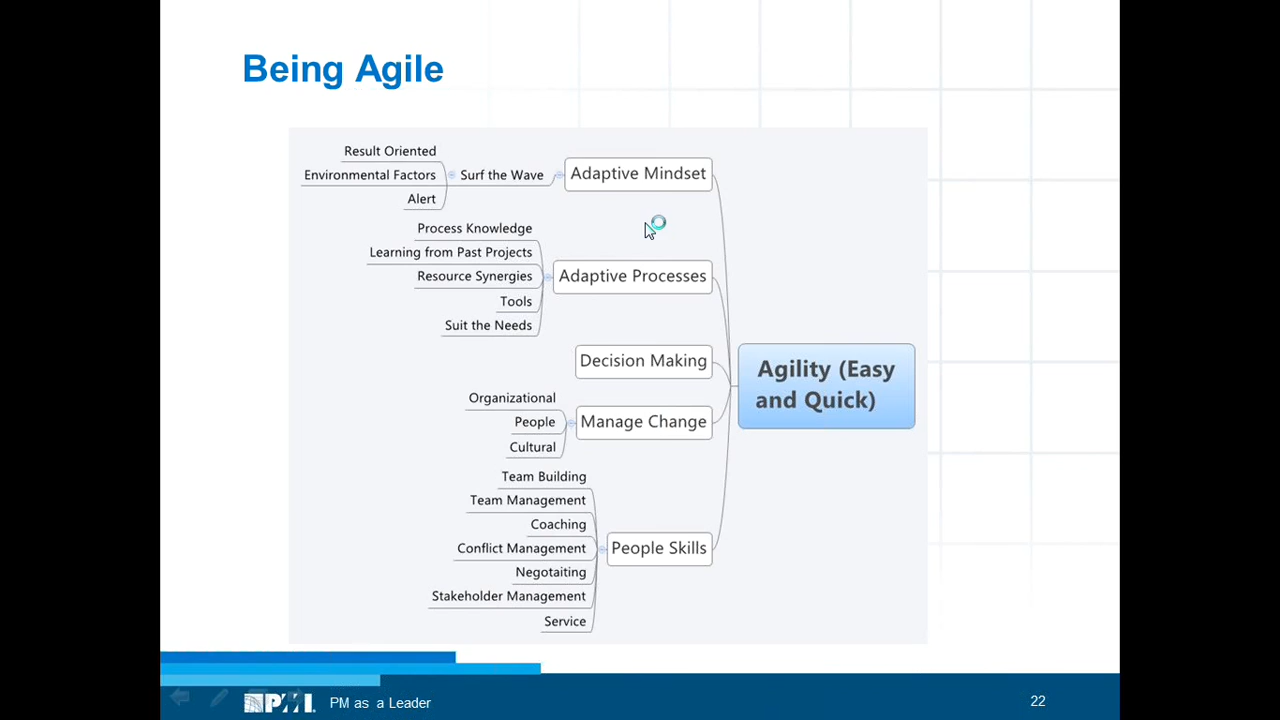 Being Agile
Result Oriented
Environmental Factors
Alert
Surf the Wave
Adaptive Mindset
Process Knowledge
Learning from Past Projects
Resource Synergies
Tools
Suit the Needs
Adaptive Processes
Decision Making
Organizational
People
Cultural
Manage Change
Team Building
Team Management
Coaching
Conflict Management
Negotaiting
Stakeholder Management
Service
People Skills
Agility (Easy
and Quick)
PMI
PM as a Leader
22